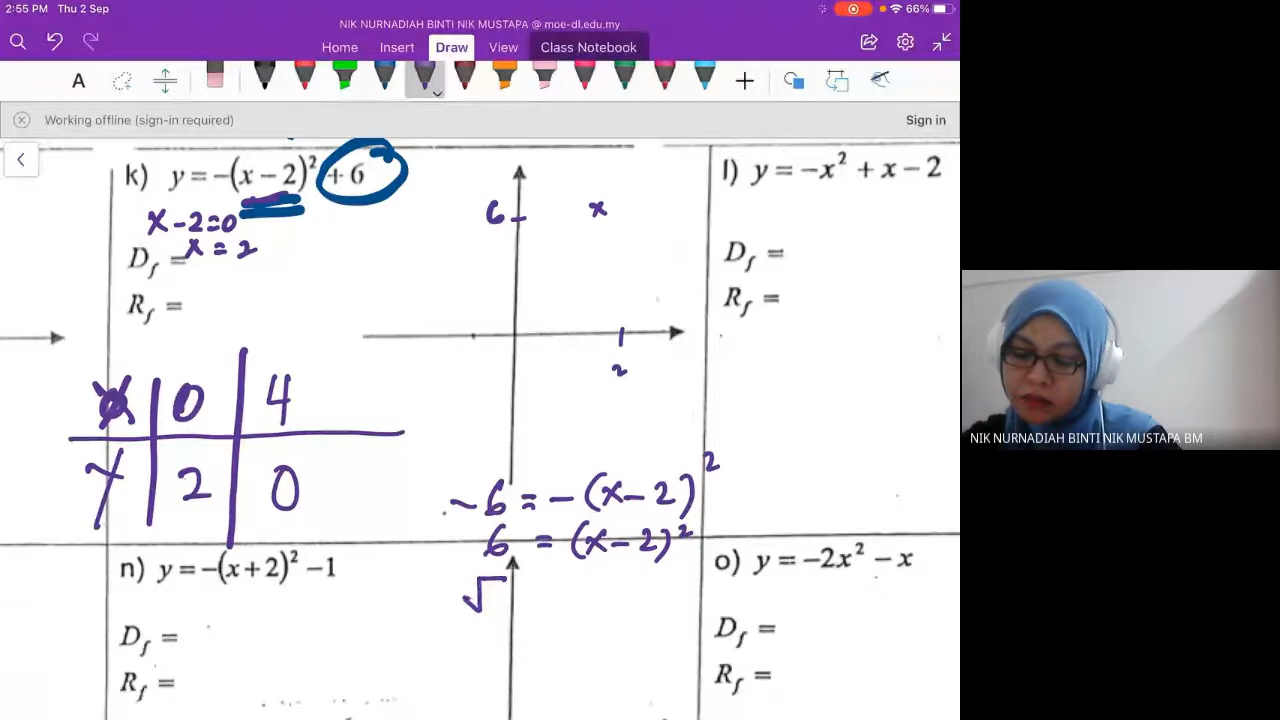 2:55 PM Thu 2 Sep
66%
NIK NURNADIAH BINTI NIK MUSTAPA @ moe-dl.edu.my
Home Insert Draw View Class Notebook
A
Working offline (sign-in required)
Sign in
k) y = -(x - 2)² + 6
x - 2 = 0
x = 2
D_f =
R_f =
6
x
2
x 0 4
y 2 0
-6 = -(x - 2)²
6 = (x - 2)²
√
l) y = -x² + x - 2
D_f =
R_f =
n) y = -(x + 2)² - 1
D_f =
R_f =
o) y = -2x² - x
D_f =
R_f =
NIK NURNADIAH BINTI NIK MUSTAPA BM